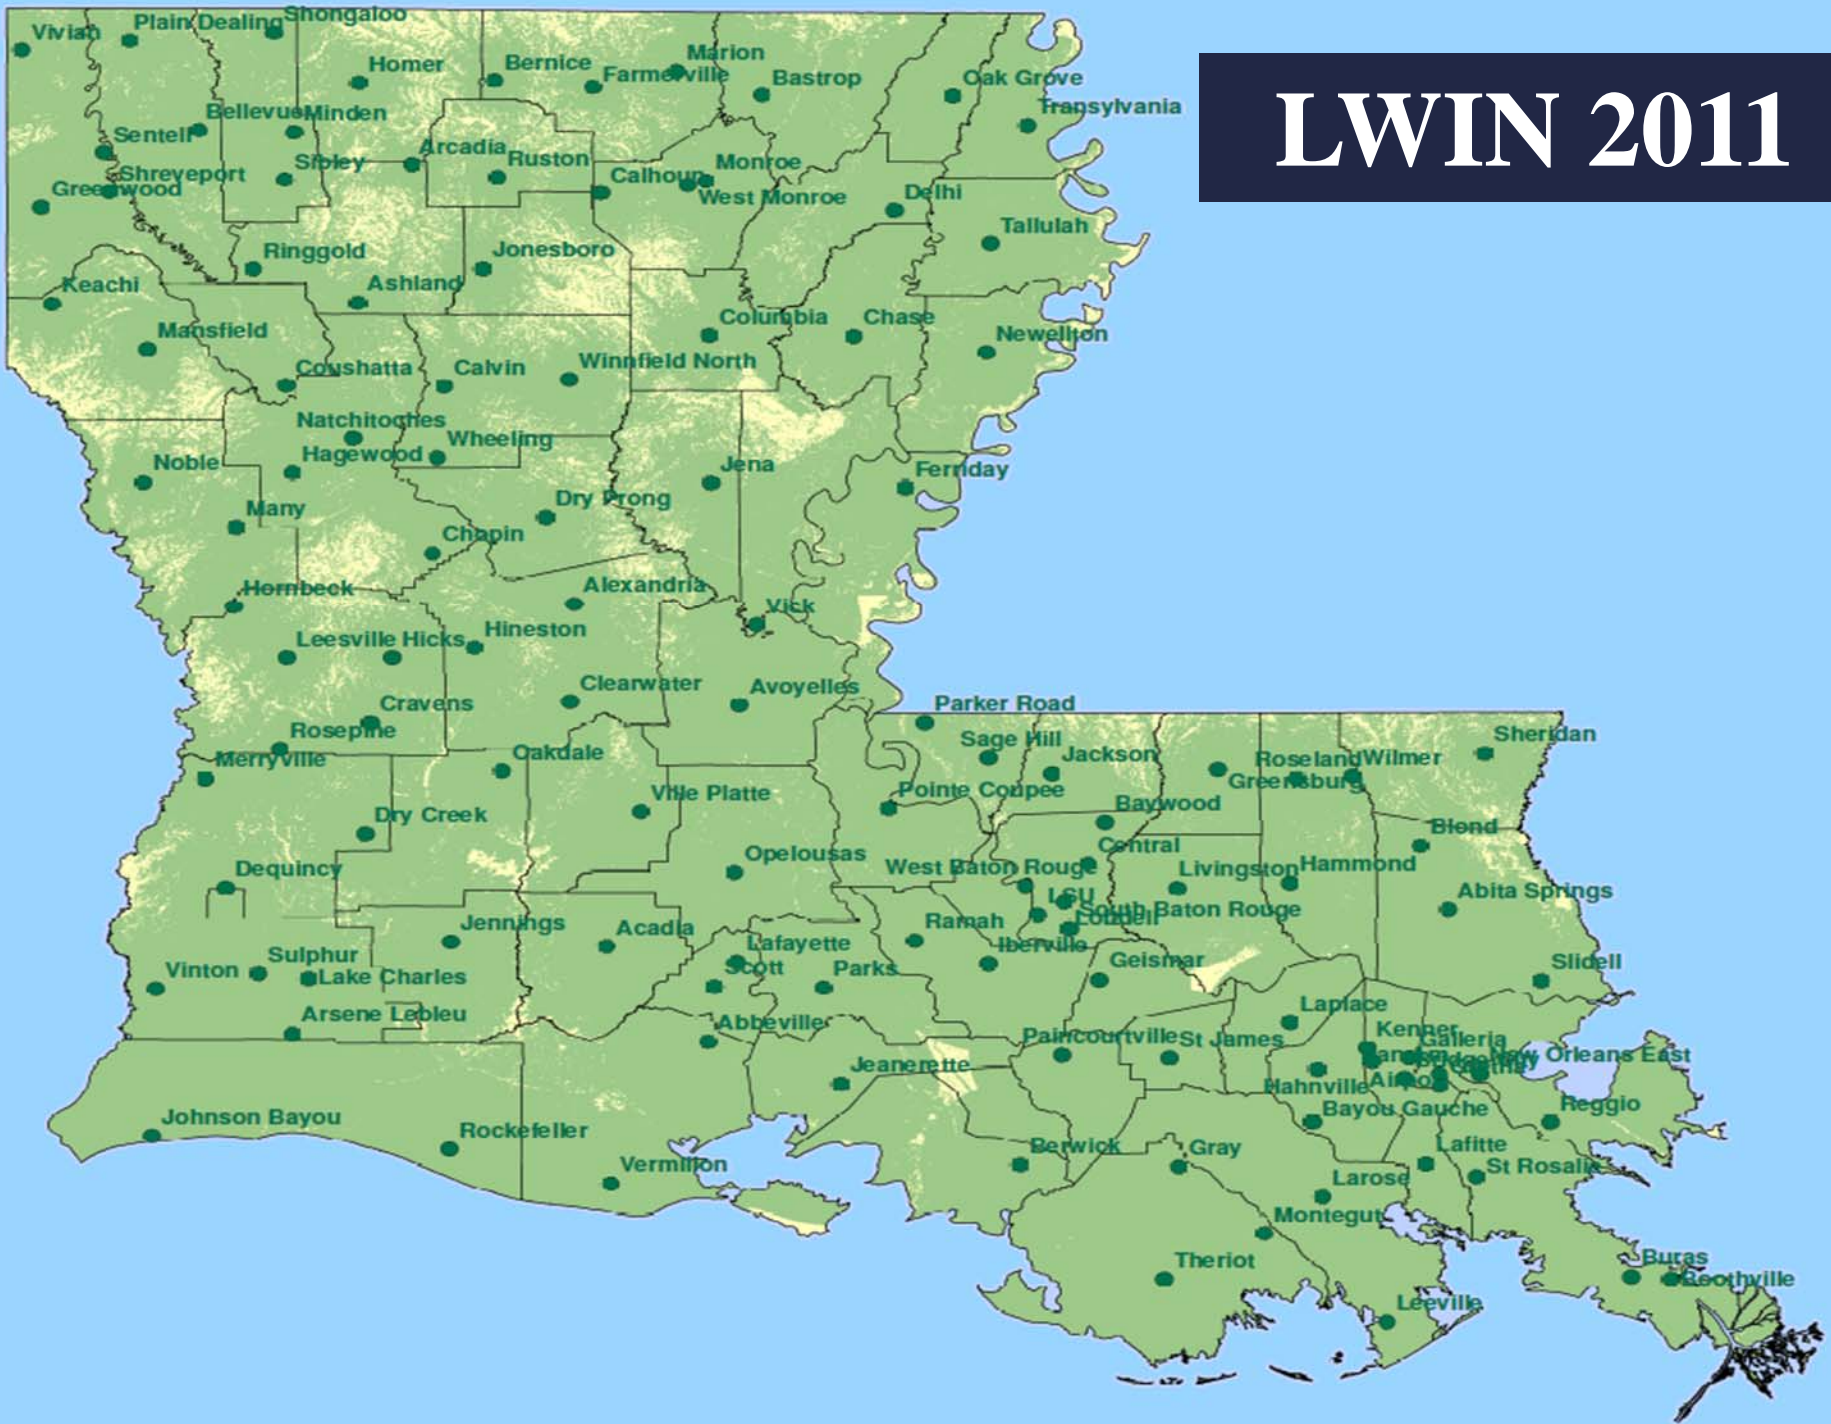 Shongaloo
Plain Dealing
Vivian
LWIN 2011
Marion
Homer
Bernice
Farmerville
Bastrop
Oak Grove
Transylvania
Bellevue
Minden
Sentell
Arcadia
Ruston
Sibley
Monroe
Shreveport
Calhoun
Greenwood
West Monroe
Delhi
Tallulah
Ringgold
Jonesboro
Keachi
Ashland
Columbia
Chase
Mansfield
Newellton
Coushatta
Calvin
Winnfield North
Natchitoches
Wheeling
Hagewood
Noble
Jena
Ferriday
Dry Prong
Many
Chopin
Hornbeck
Alexandria
Vick
Leesville
Hicks
Hineston
Clearwater
Avoyelles
Cravens
Parker Road
Rosepine
Sheridan
Sage Hill
Jackson
Merryville
Oakdale
Roseland
Wilmer
Greensburg
Ville Platte
Pointe Coupee
Baywood
Dry Creek
Blond
Central
Opelousas
West Baton Rouge
Livingston
Hammond
Dequincy
LSU
Abita Springs
South Baton Rouge
Lobdell
Jennings
Acadia
Ramah
Lafayette
Iberville
Sulphur
Scott
Parks
Geismar
Slidell
Vinton
Lake Charles
Laplace
Arsene Lebleu
Abbeville
Kenner
Paincourtville
St James
Galleria
New Orleans East
Jeanerette
Hahnville
Bayou Gauche
Reggio
Johnson Bayou
Rockefeller
Berwick
Gray
Lafitte
Vermilion
St Rosalie
Larose
Montegut
Theriot
Buras
Boothville
Leeville